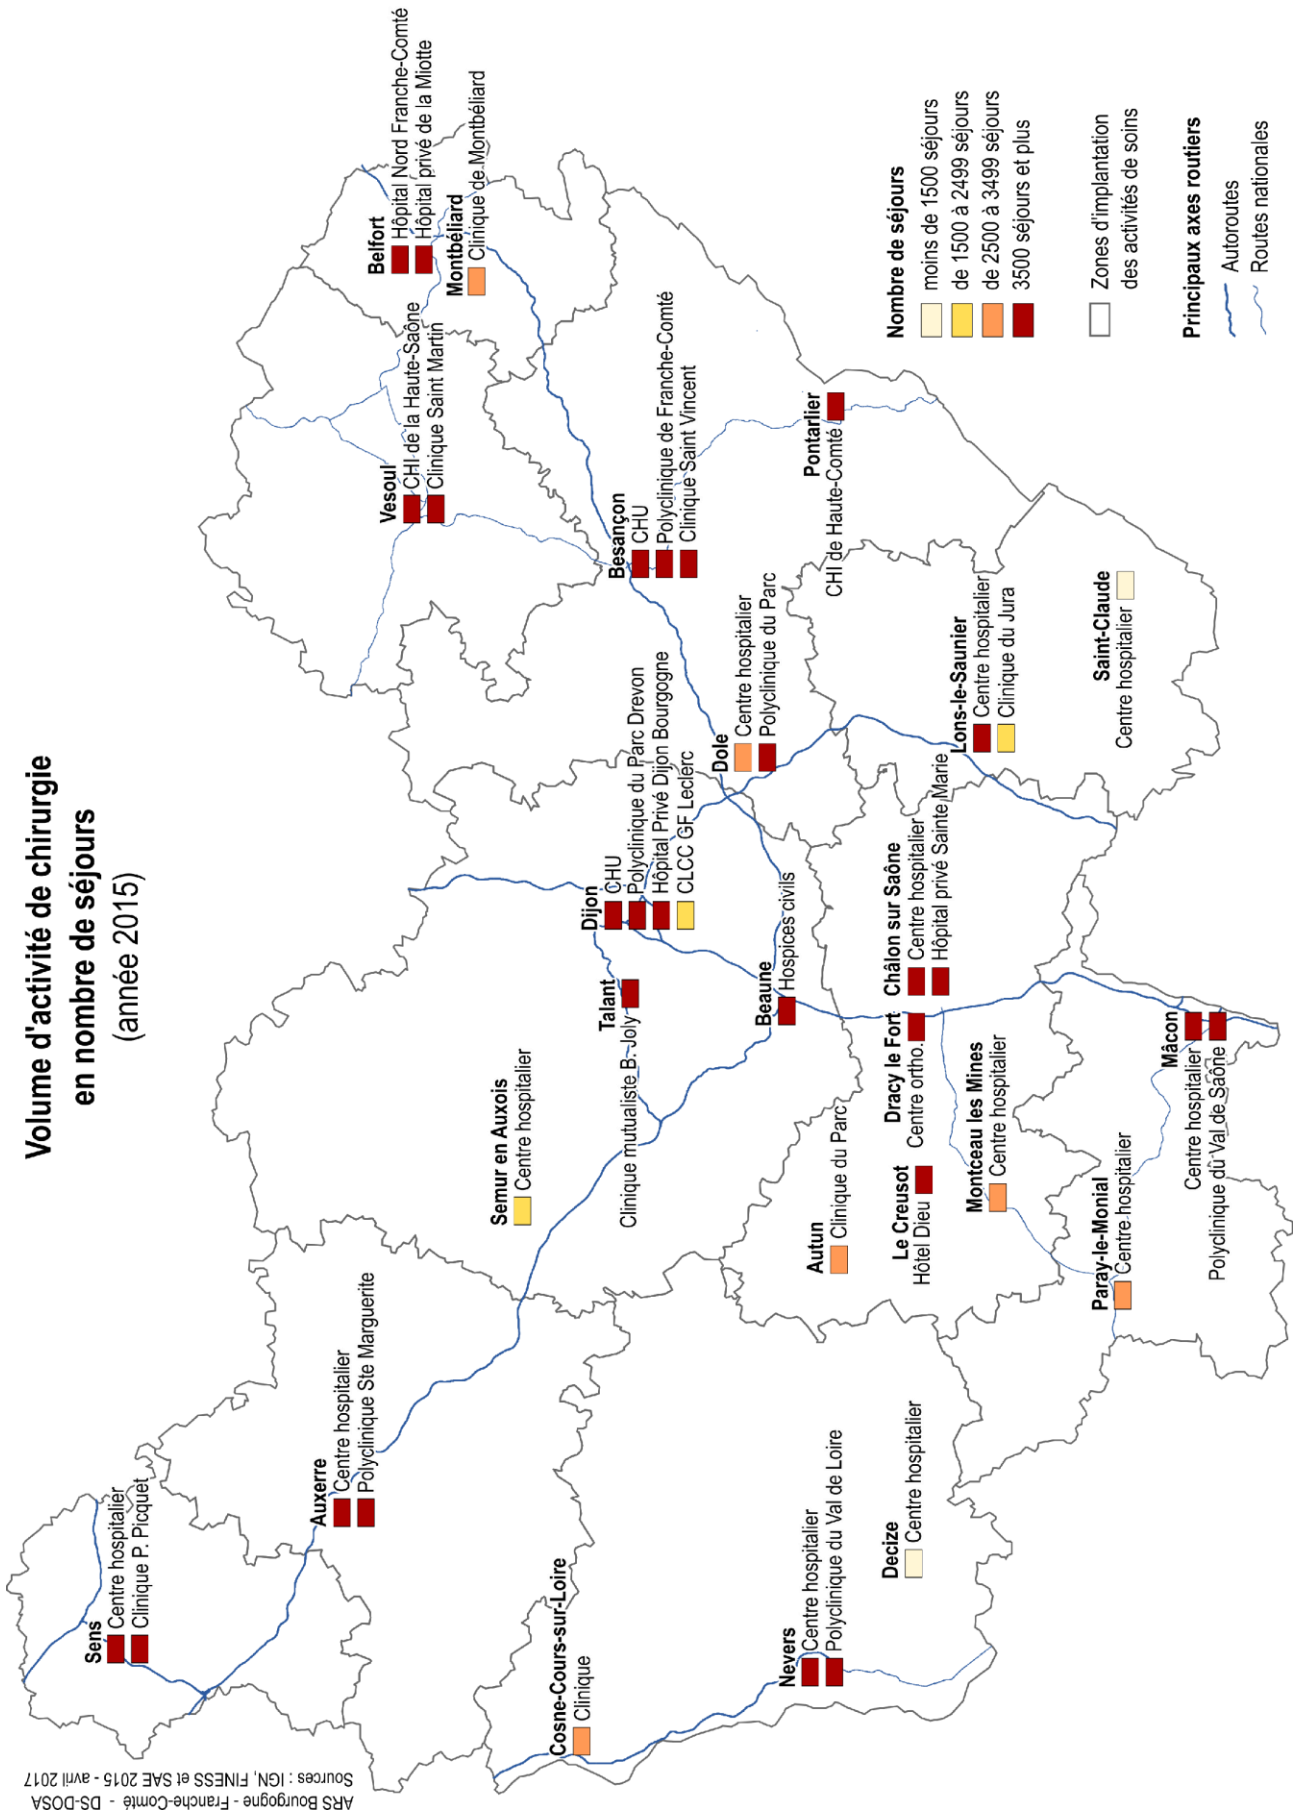 Volume d'activité de chirurgie
en nombre de séjours
(année 2015)
Sens
Centre hospitalier
Clinique P. Picquet
Auxerre
Centre hospitalier
Polyclinique Ste Marguerite
Cosne-Cours-sur-Loire
Clinique
Nevers
Centre hospitalier
Polyclinique du Val de Loire
Decize
Centre hospitalier
Semur en Auxois
Centre hospitalier
Talant
Clinique mutualiste B. Joly
Dijon
CHU
Polyclinique du Parc Drevon
Hôpital Privé Dijon Bourgogne
CLCC GF Leclerc
Beaune
Hospices civils
Autun
Clinique du Parc
Le Creusot
Hôtel Dieu
Dracy le Fort
Centre ortho.
Châlon sur Saône
Centre hospitalier
Hôpital privé Sainte Marie
Montceau les Mines
Centre hospitalier
Paray-le-Monial
Centre hospitalier
Mâcon
Centre hospitalier
Polyclinique du Val de Saône
Vesoul
CHI de la Haute-Saône
Clinique Saint Martin
Belfort
Hôpital Nord Franche-Comté
Hôpital privé de la Miotte
Montbéliard
Clinique de Montbéliard
Besançon
CHU
Polyclinique de Franche-Comté
Clinique Saint Vincent
Dole
Centre hospitalier
Polyclinique du Parc
Pontarlier
CHI de Haute-Comté
Lons-le-Saunier
Centre hospitalier
Clinique du Jura
Saint-Claude
Centre hospitalier
Nombre de séjours
moins de 1500 séjours
de 1500 à 2499 séjours
de 2500 à 3499 séjours
3500 séjours et plus
Zones d'implantation
des activités de soins
Principaux axes routiers
Autoroutes
Routes nationales
ARS Bourgogne - Franche-Comté - DS-DOSA
Sources : IGN, FINESS et SAE 2015 - avril 2017